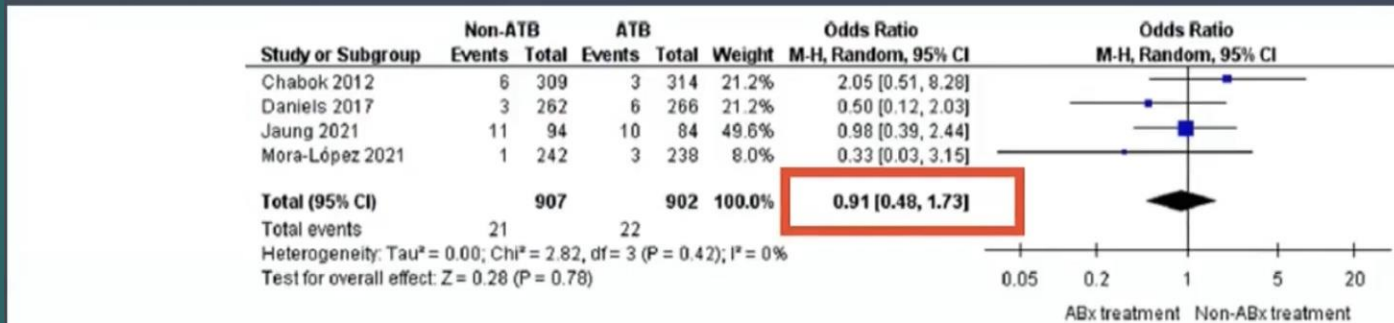 Non-ATB ATB Odds Ratio Odds Ratio
Study or Subgroup Events Total Events Total Weight M-H, Random, 95% CI M-H, Random, 95% CI
Chabok 2012 6 309 3 314 21.2% 2.05 [0.51, 8.28]
Daniels 2017 3 262 6 266 21.2% 0.50 [0.12, 2.03]
Jaung 2021 11 94 10 84 49.6% 0.98 [0.39, 2.44]
Mora-López 2021 1 242 3 238 8.0% 0.33 [0.03, 3.15]
Total (95% CI) 907 902 100.0% 0.91 [0.48, 1.73]
Total events 21 22
Heterogeneity: Tau² = 0.00; Chi² = 2.82, df = 3 (P = 0.42); I² = 0%
Test for overall effect: Z = 0.28 (P = 0.78)
0.05 0.2 1 5 20
ABx treatment Non-ABx treatment